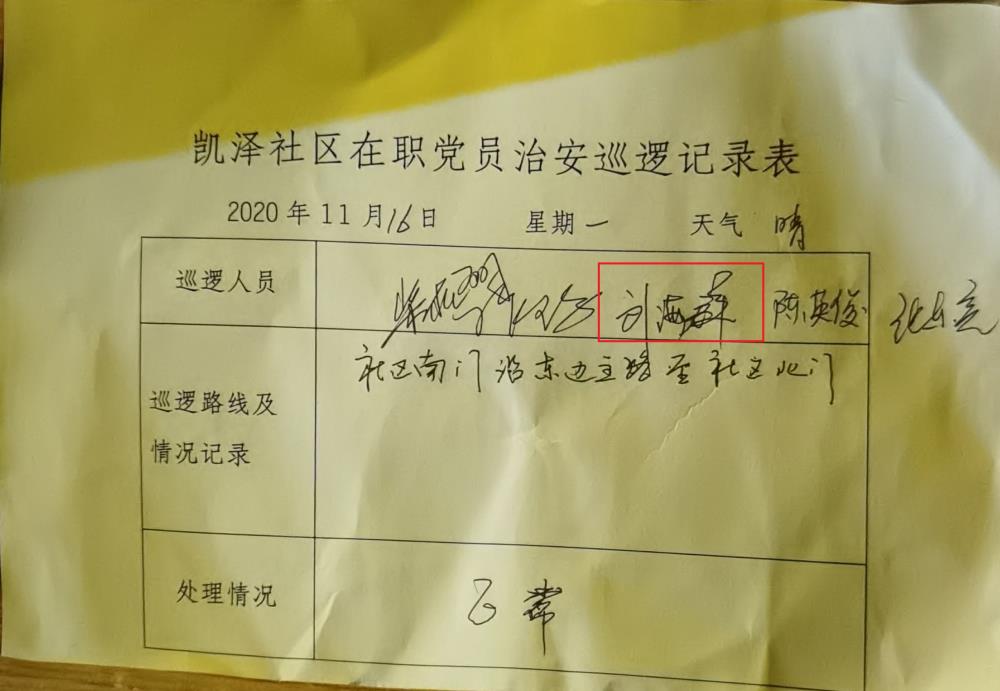 凯泽社区在职党员治安巡逻记录表
2020年11月16日 星期一 天气 晴
巡逻人员 刘海燕 陈英俊
社区南门沿东边主路至社区北门
巡逻路线及
情况记录
处理情况 正常